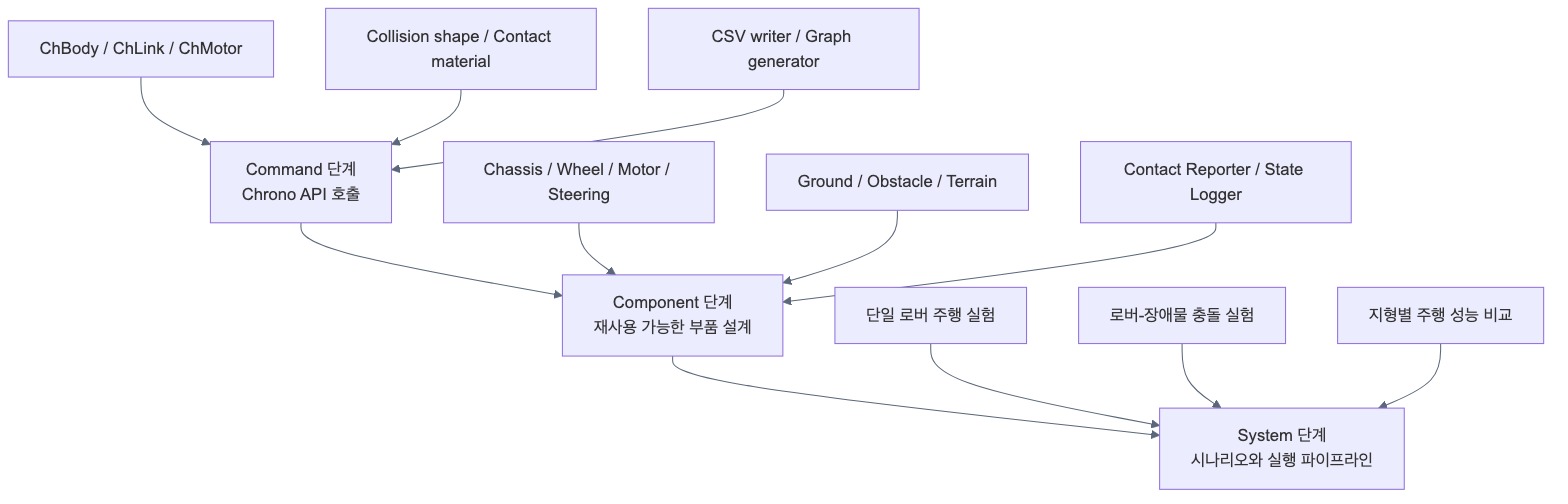 ChBody / ChLink / ChMotor
Collision shape / Contact
material
CSV writer / Graph
generator
Command 단계
Chrono API 호출
Chassis / Wheel / Motor /
Steering
Ground / Obstacle / Terrain
Contact Reporter / State
Logger
Component 단계
재사용 가능한 부품 설계
단일 로버 주행 실험
로버-장애물 충돌 실험
지형별 주행 성능 비교
System 단계
시나리오와 실행 파이프라인